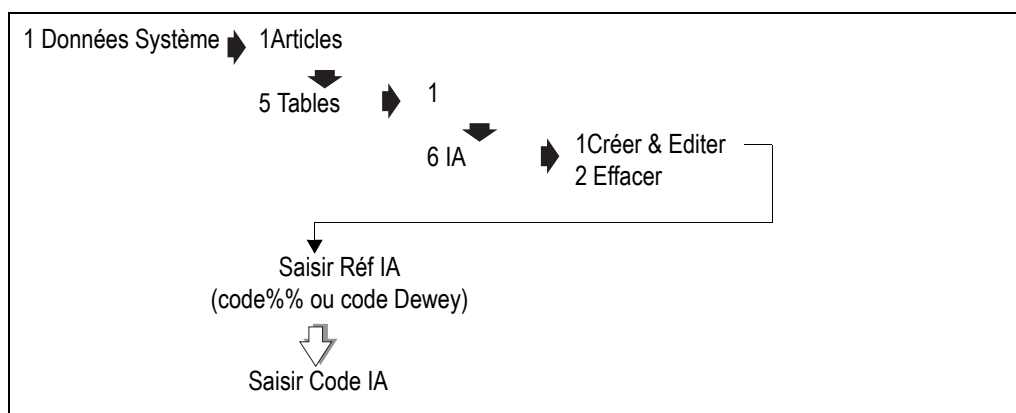 1 Données Système 1Articles
5 Tables 1
6 IA 1Créer & Editer
2 Effacer
Saisir Réf IA
(code%% ou code Dewey)
Saisir Code IA